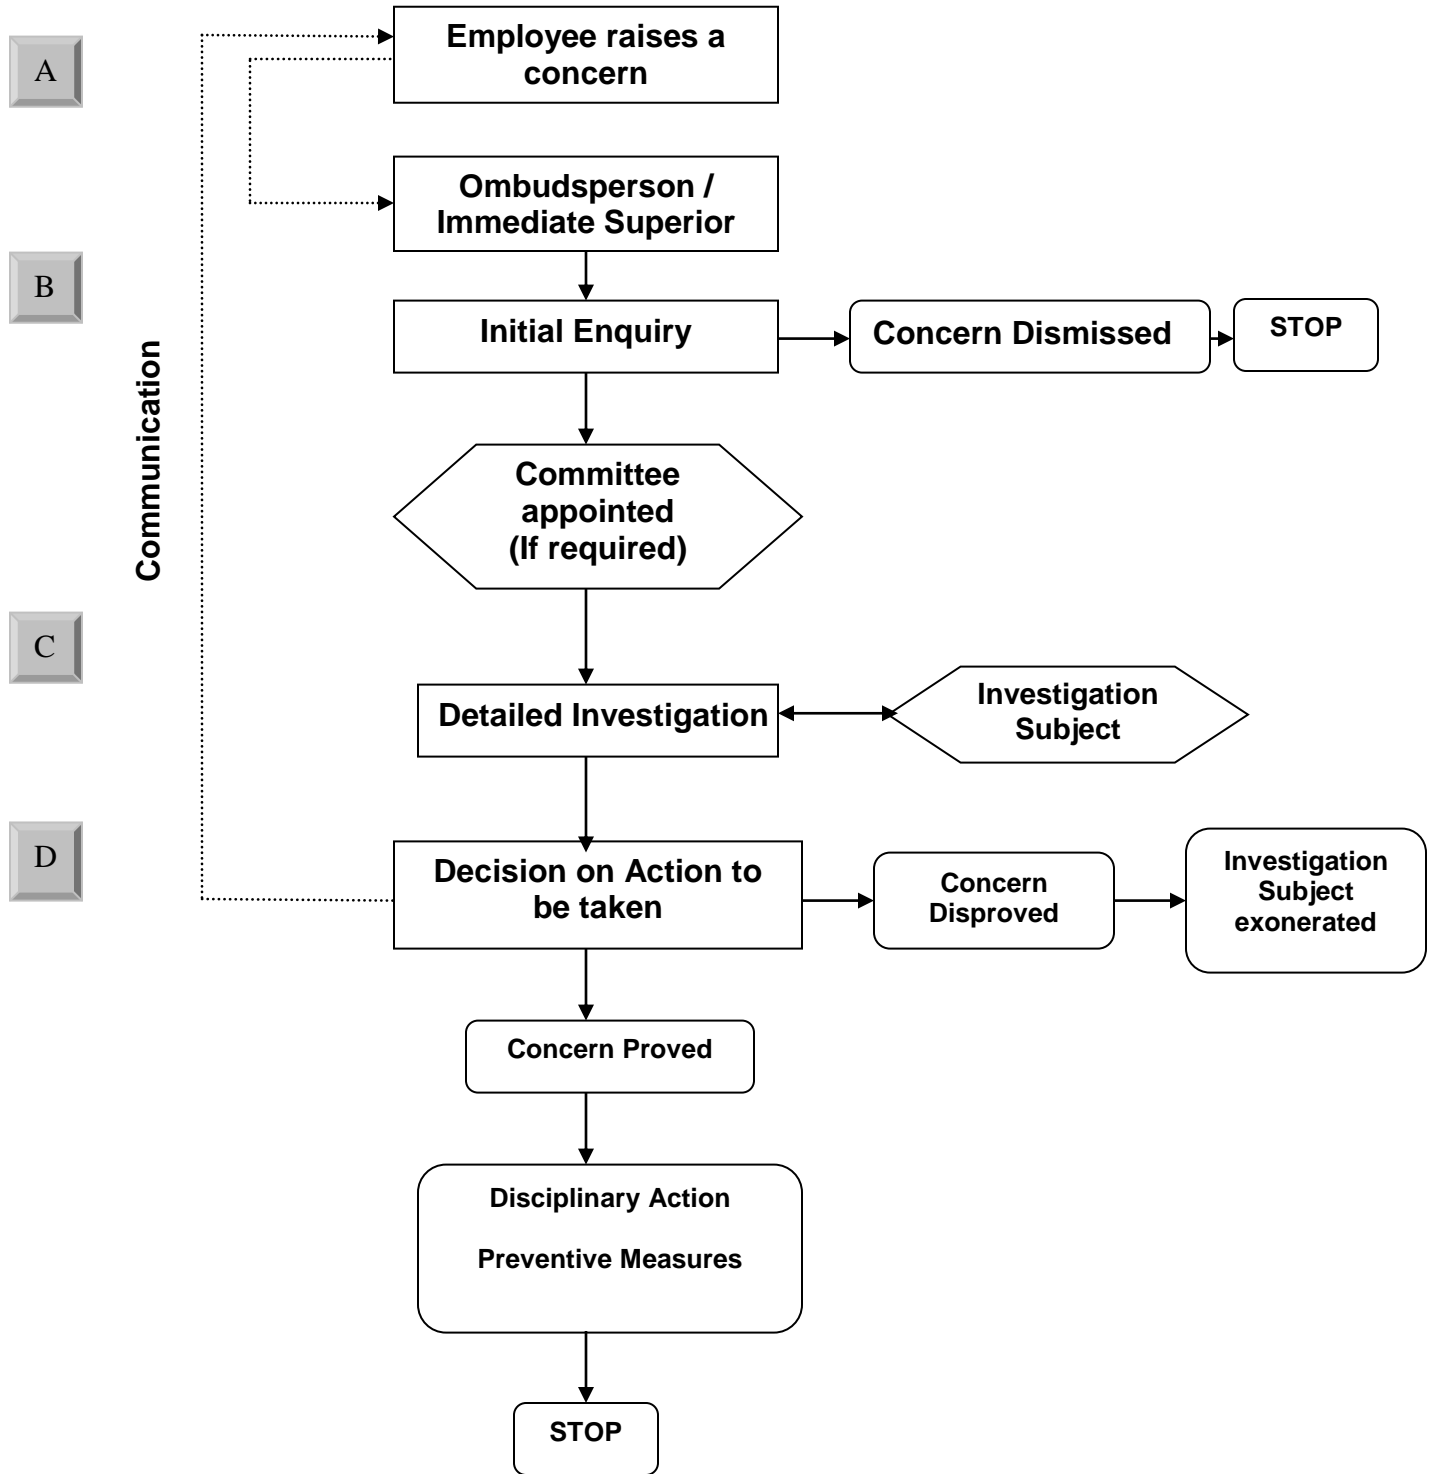 A
Employee raises a
concern
Ombudsperson /
Immediate Superior
B
Initial Enquiry
Concern Dismissed
STOP
Communication
Committee
appointed
(If required)
C
Detailed Investigation
Investigation
Subject
D
Decision on Action to
be taken
Concern
Disproved
Investigation
Subject
exonerated
Concern Proved
Disciplinary Action
Preventive Measures
STOP